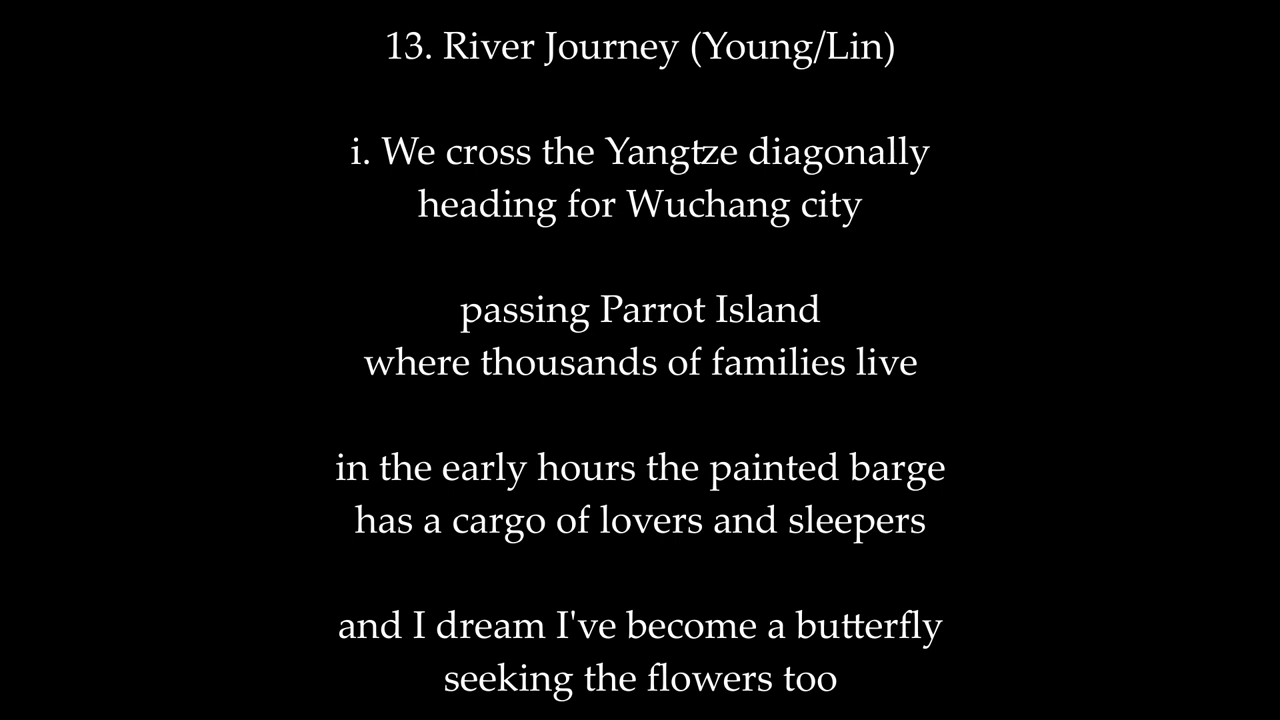 13. River Journey (Young/Lin)
i. We cross the Yangtze diagonally
heading for Wuchang city
passing Parrot Island
where thousands of families live
in the early hours the painted barge
has a cargo of lovers and sleepers
and I dream I've become a butterfly
seeking the flowers too